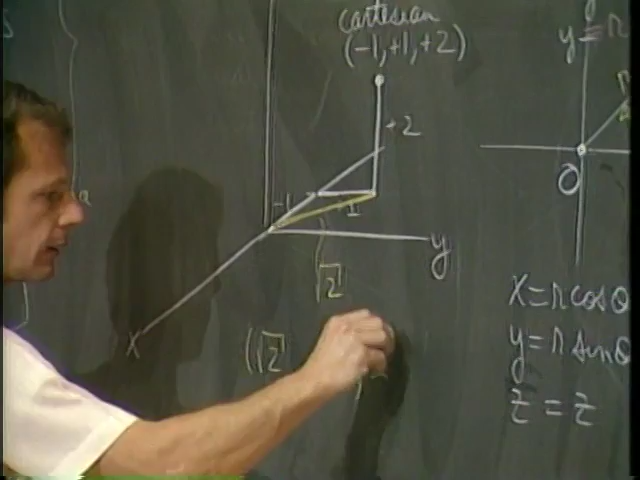 cartesian
(-1,+1,+2)
+2
-1
1
y
√2
x
(√2
y = r
O
x = r cos θ
y = r sin θ
z = z